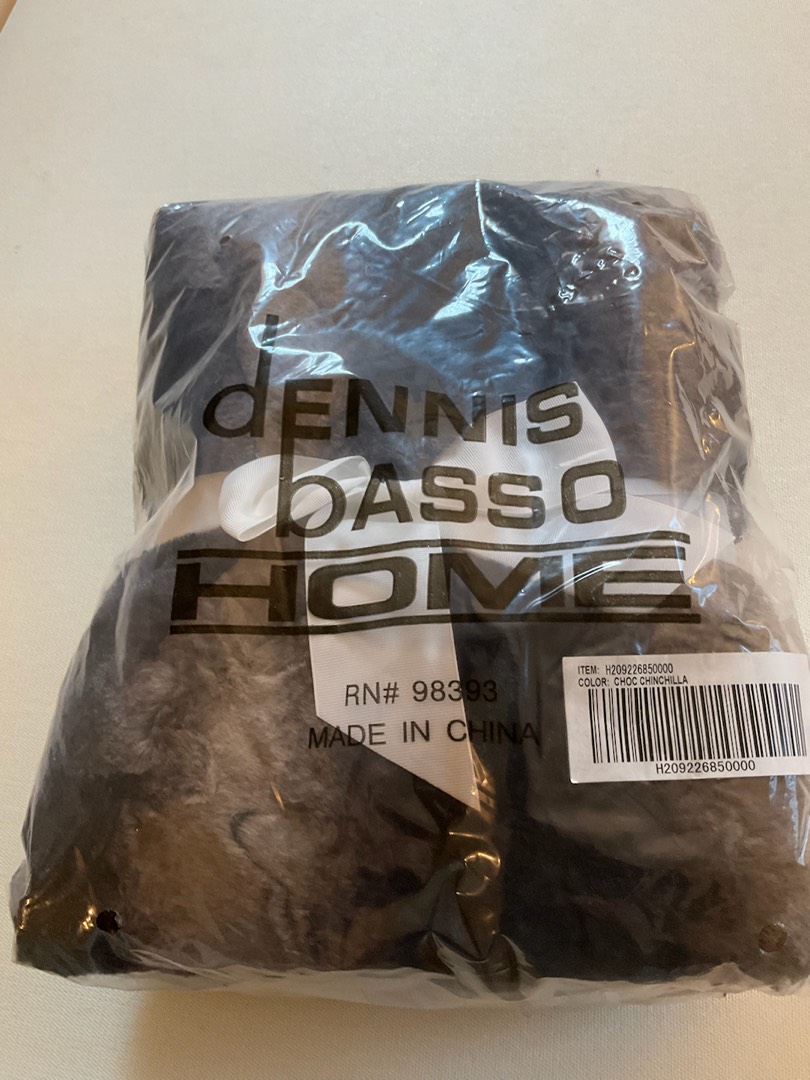 dENNIS
bASSO
HOME
RN# 98393
MADE IN CHINA
ITEM: H209226850000
COLOR: CHOC CHINCHILLA
H209226850000